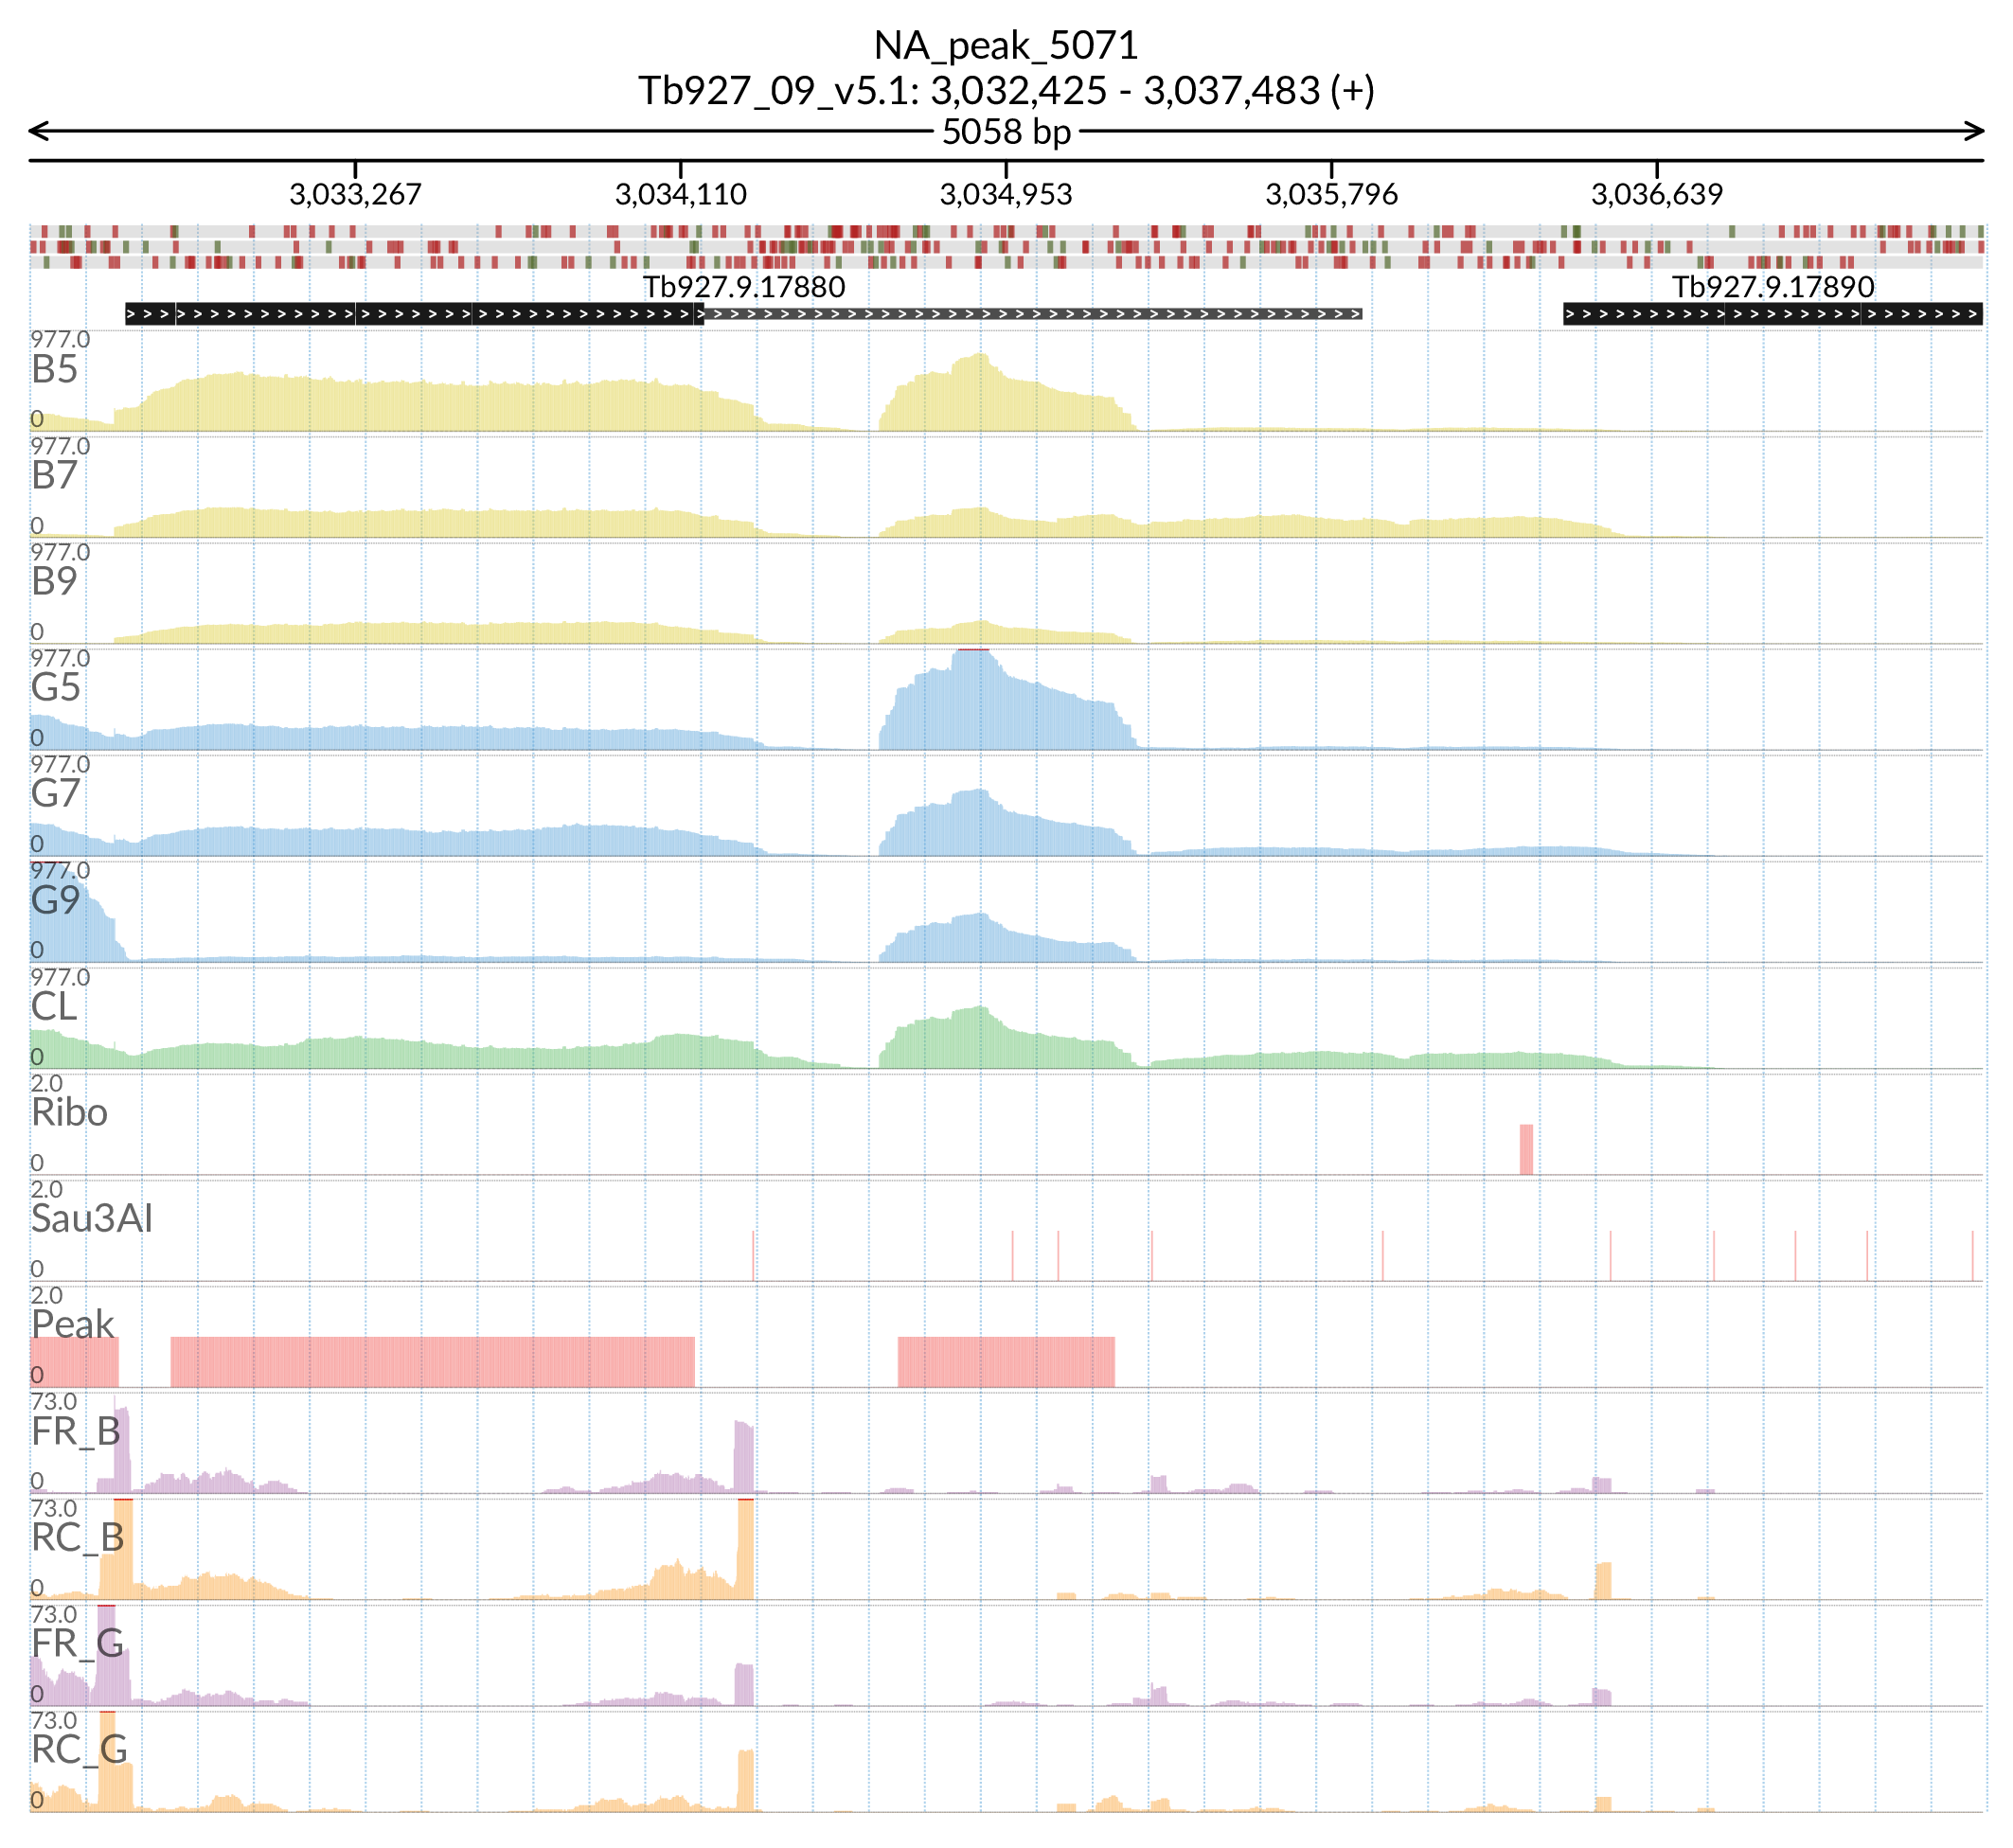 NA_peak_5071
Tb927_09_v5.1: 3,032,425 - 3,037,483 (+)
5058 bp
3,033,267 3,034,110 3,034,953 3,035,796 3,036,639
Tb927.9.17880 Tb927.9.17890
977.0
B5
0
977.0
B7
0
977.0
B9
0
977.0
G5
0
977.0
G7
0
977.0
G9
0
977.0
CL
0
2.0
Ribo
0
2.0
Sau3AI
0
2.0
Peak
0
73.0
FR_B
0
73.0
RC_B
0
73.0
FR_G
0
73.0
RC_G
0